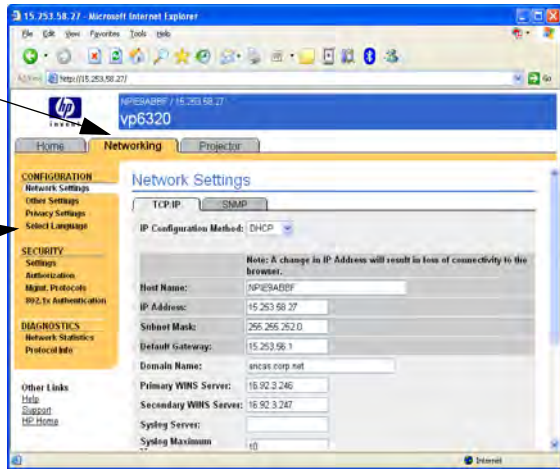 15.253.58.27 - Microsoft Internet Explorer
File Edit View Favorites Tools Help
http://15.253.58.27/
Go
hp
invent
NPIE9ABBF / 15.253.58.27
vp6320
Home
Networking
Projector
CONFIGURATION
Network Settings
Other Settings
Privacy Settings
Select Language
SECURITY
Settings
Authorization
Mgmt. Protocols
802.1x Authentication
DIAGNOSTICS
Network Statistics
Protocol Info
Other Links
Help
Support
HP Home
Network Settings
TCP/IP
SNMP
IP Configuration Method: DHCP
Note: A change in IP Address will result in loss of connectivity to the
browser.
Host Name: NPIE9ABBF
IP Address: 15.253.58.27
Subnet Mask: 255.255.252.0
Default Gateway: 15.253.56.1
Domain Name: .corp.net
Primary WINS Server: 16.92.3.246
Secondary WINS Server: 16.92.3.247
Syslog Server:
Syslog Maximum
10
Internet